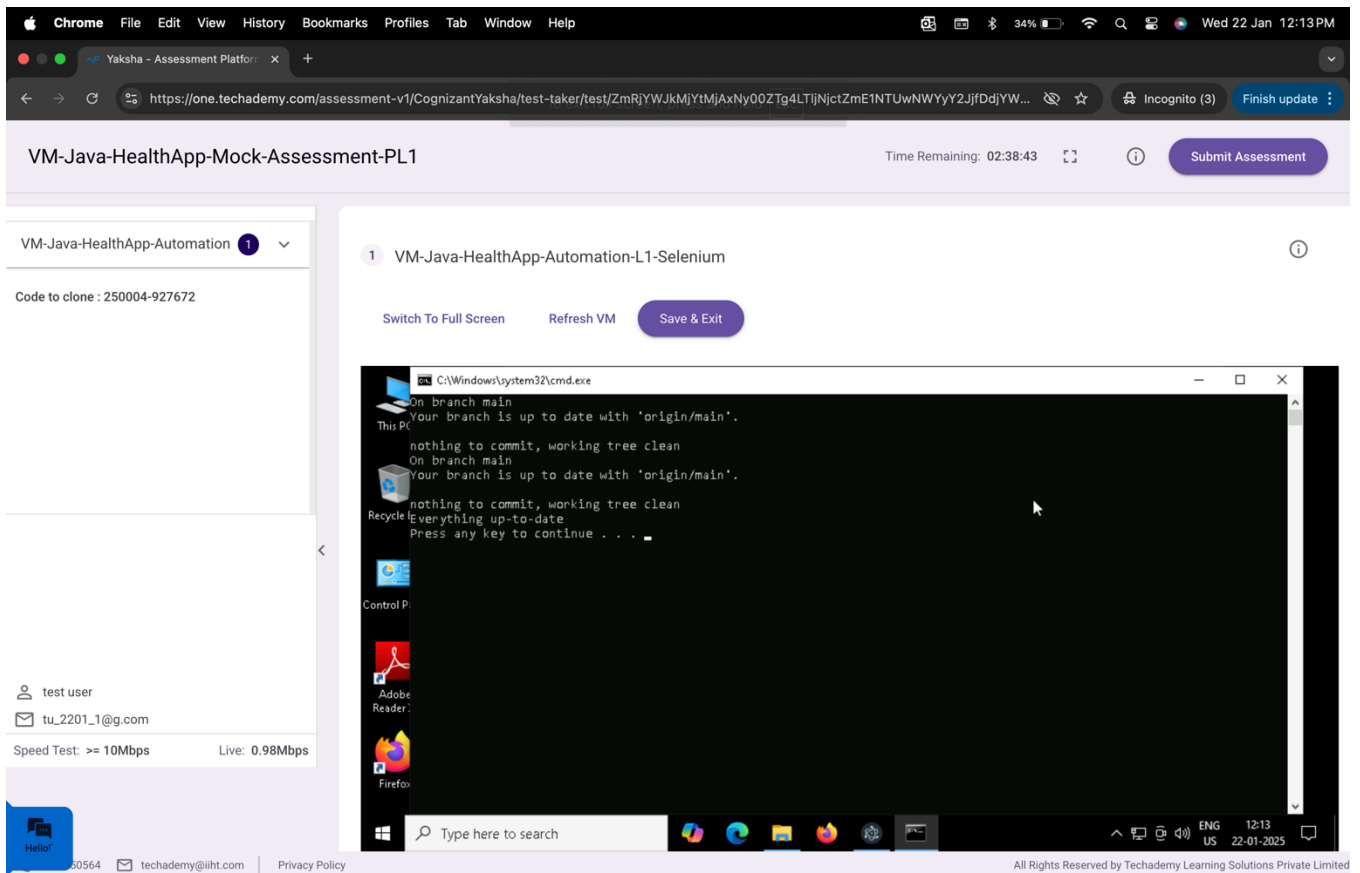 Chrome File Edit View History Bookmarks Profiles Tab Window Help 34% Wed 22 Jan 12:13 PM
Yaksha - Assessment Platform
https://one.techademy.com/assessment-v1/CognizantYaksha/test-taker/test/ZmRjYWJkMjYtMjAxNy00ZTg4LTljNjctZmE1NTUwNWYyY2JjfDdjYW... Incognito (3) Finish update
VM-Java-HealthApp-Mock-Assessment-PL1 Time Remaining: 02:38:43 Submit Assessment
VM-Java-HealthApp-Automation 1
Code to clone : 250004-927672
1 VM-Java-HealthApp-Automation-L1-Selenium
Switch To Full Screen Refresh VM Save & Exit
C:\Windows\system32\cmd.exe
On branch main
Your branch is up to date with 'origin/main'.
This PC
nothing to commit, working tree clean
On branch main
Your branch is up to date with 'origin/main'.
nothing to commit, working tree clean
Recycle
Everything up-to-date
Press any key to continue . . .
Control P
Adobe
Reader
Firefox
test user
tu_2201_1@g.com
Speed Test: >= 10Mbps Live: 0.98Mbps
Type here to search
ENG
US
12:13
22-01-2025
Hello!
50564 techademy@iiht.com Privacy Policy All Rights Reserved by Techademy Learning Solutions Private Limited